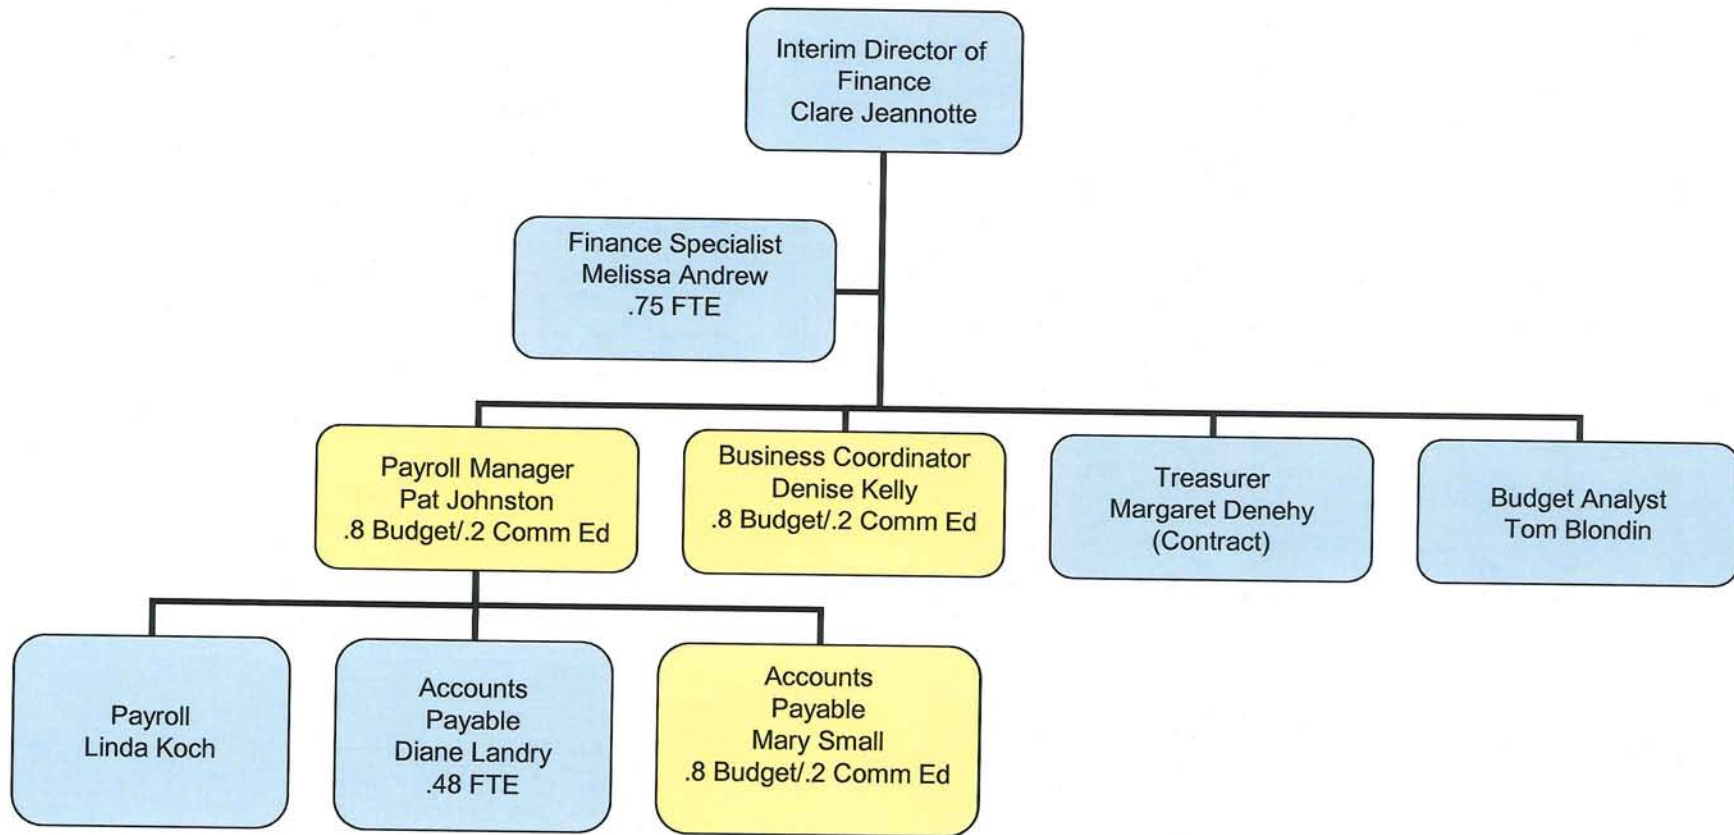 Interim Director of
Finance
Clare Jeannotte
Finance Specialist
Melissa Andrew
.75 FTE
Payroll Manager
Pat Johnston
.8 Budget/.2 Comm Ed
Business Coordinator
Denise Kelly
.8 Budget/.2 Comm Ed
Treasurer
Margaret Denehy
(Contract)
Budget Analyst
Tom Blondin
Payroll
Linda Koch
Accounts
Payable
Diane Landry
.48 FTE
Accounts
Payable
Mary Small
.8 Budget/.2 Comm Ed